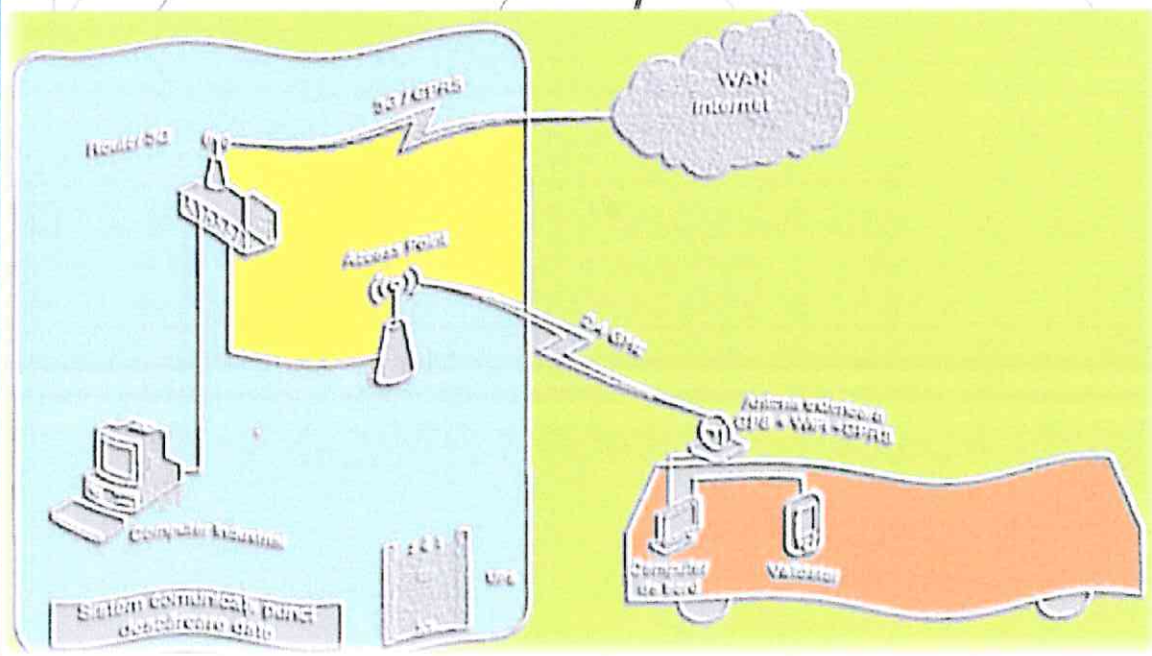 WAN
Internet
3G / GPRS
Router 3G
Access Point
2.4 GHz
Antena exterioara
GPS + WiFi + GPRS
Computer Industrial
UPS
Computer
de bord
Validator
Sistem comunicatii punct
descarcare date